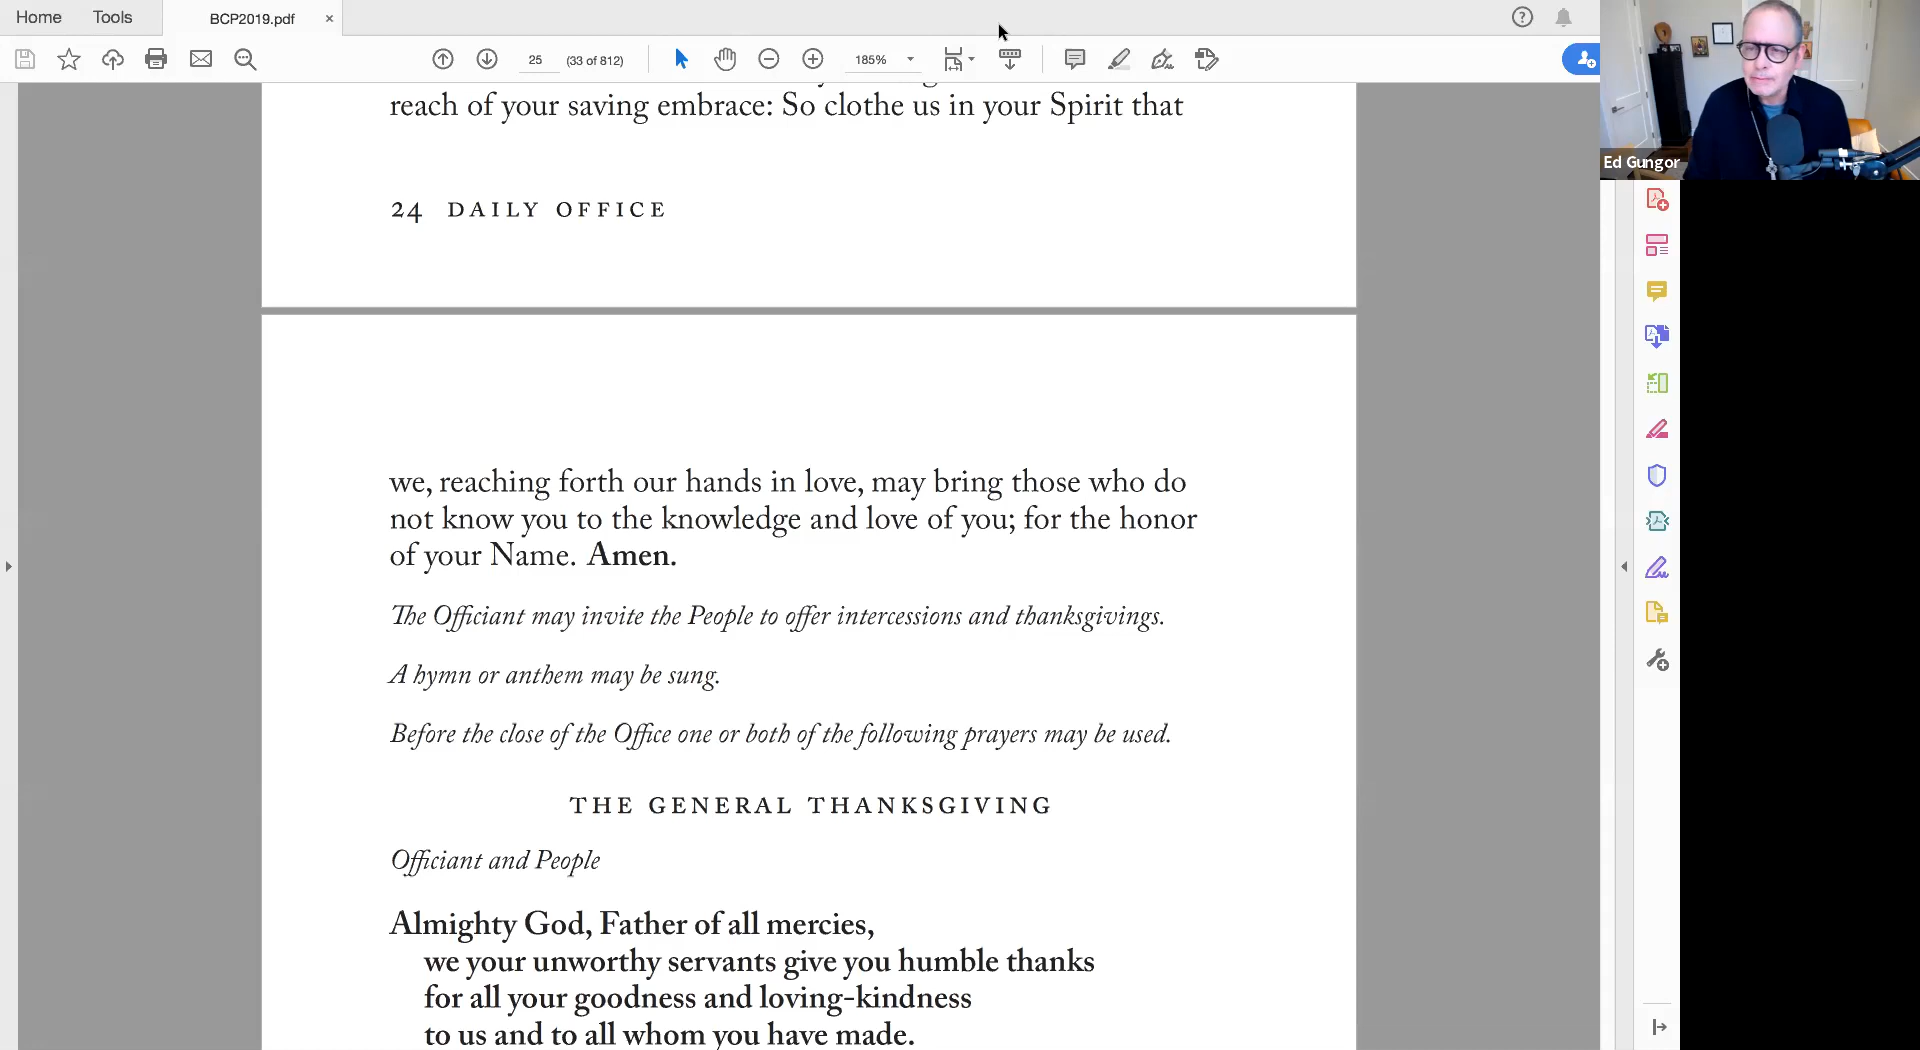 Home Tools BCP2019.pdf ×
25 (33 of 812) 185%
Ed Gungor
reach of your saving embrace: So clothe us in your Spirit that
24 DAILY OFFICE
we, reaching forth our hands in love, may bring those who do
not know you to the knowledge and love of you; for the honor
of your Name. Amen.
The Officiant may invite the People to offer intercessions and thanksgivings.
A hymn or anthem may be sung.
Before the close of the Office one or both of the following prayers may be used.
THE GENERAL THANKSGIVING
Officiant and People
Almighty God, Father of all mercies,
we your unworthy servants give you humble thanks
for all your goodness and loving-kindness
to us and to all whom you have made.